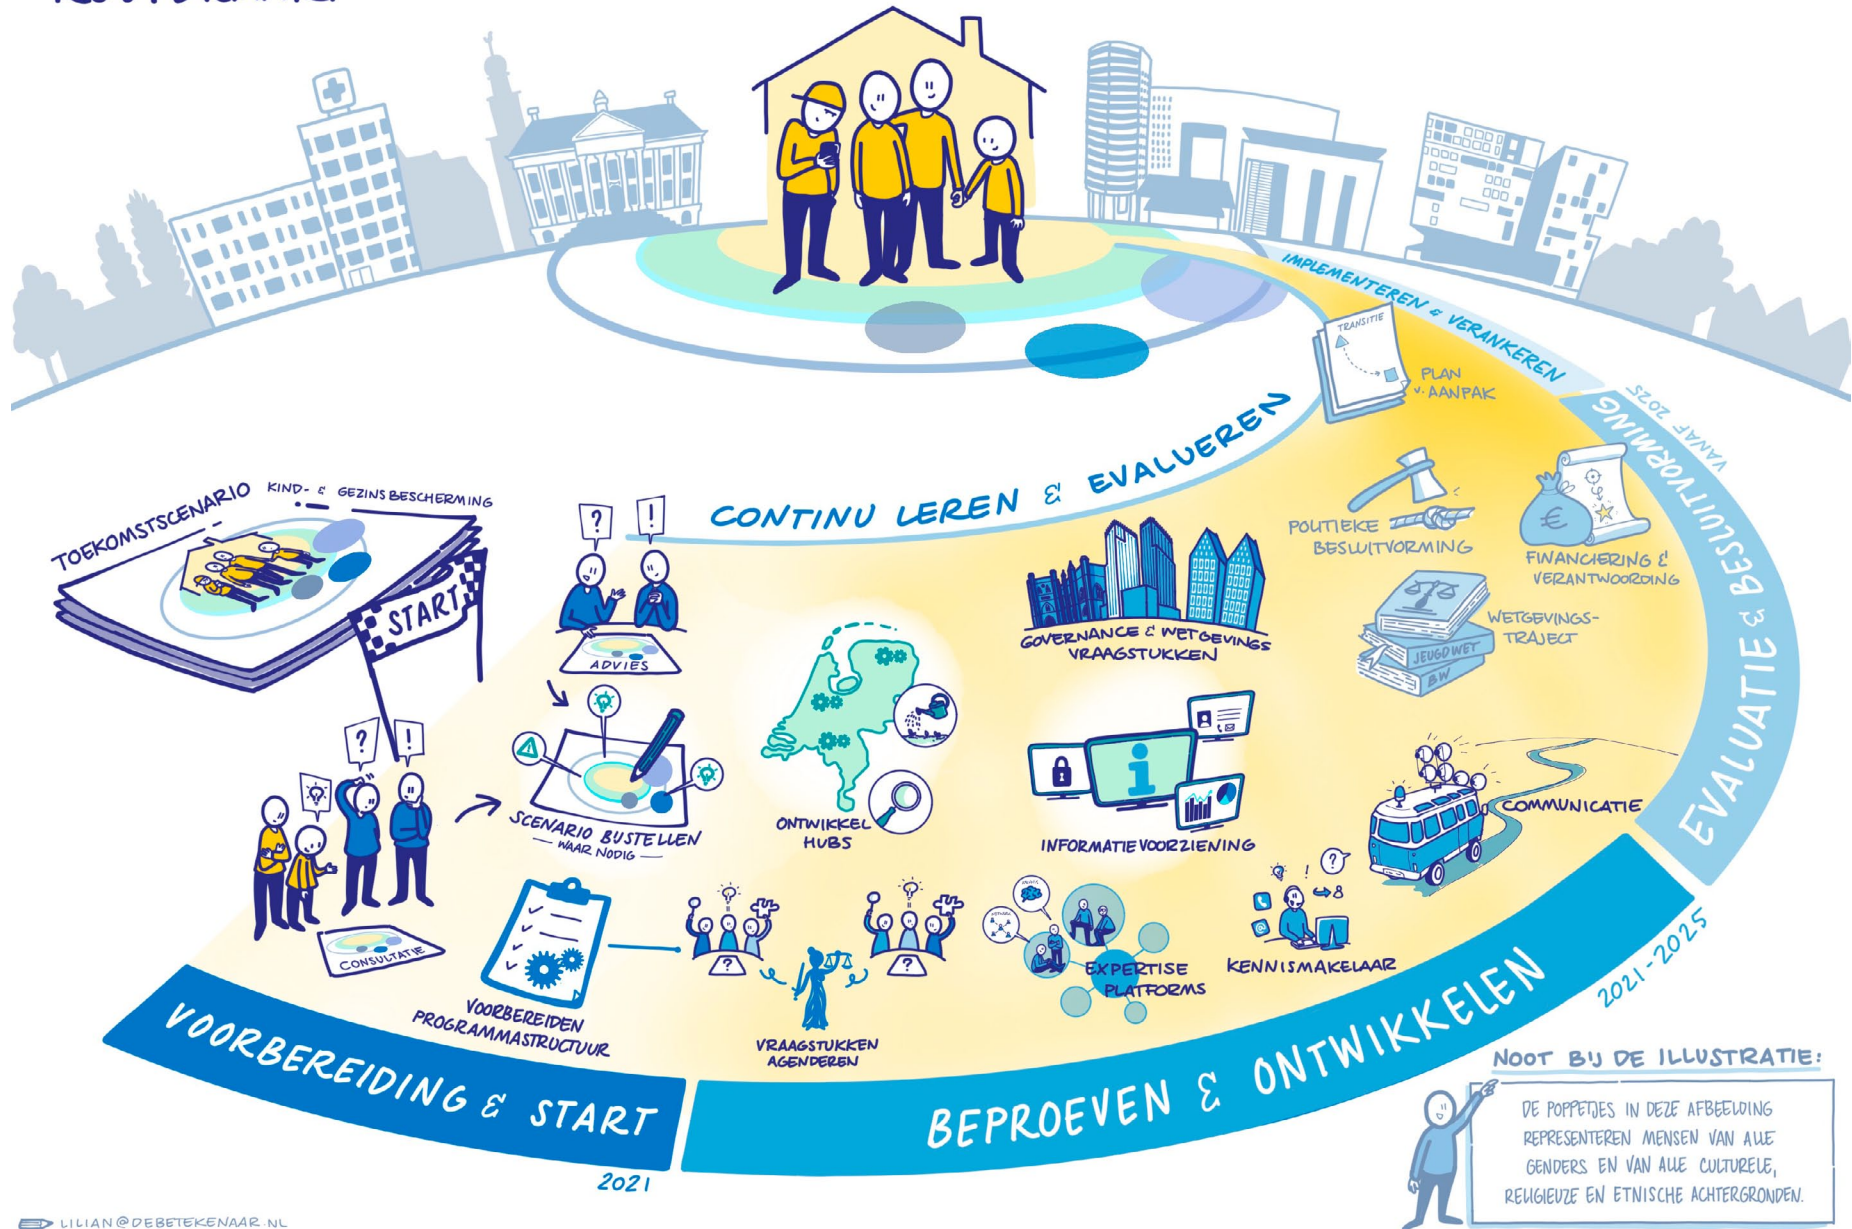 TOEKOMSTSCENARIO
KIND- & GEZINSBESCHERMING
START
?
!
ADVIES
SCENARIO BIJSTELLEN
WAAR NODIG
?
!
CONSULTATIE
VOORBEREIDEN
PROGRAMMASTRUCTUUR
CONTINU LEREN & EVALUEREN
ONTWIKKEL
HUBS
GOVERNANCE & WETGEVINGS
VRAAGSTUKKEN
i
INFORMATIEVOORZIENING
?
?
VRAAGSTUKKEN
AGENDEREN
EXPERTISE
PLATFORMS
!
?
@
KENNISMAKELAAR
COMMUNICATIE
TRANSITIE
PLAN
v. AANPAK
POLITIEKE
BESLUITVORMING
€
FINANCIERING &
VERANTWOORDING
WETGEVINGS-
TRAJECT
JEUGDWET
BW
VOORBEREIDING & START
2021
BEPROEVEN & ONTWIKKELEN
2021-2025
EVALUATIE & BESLUITVORMING
VANAF 2025
IMPLEMENTEREN & VERANKEREN
NOOT BIJ DE ILLUSTRATIE:
DE POPPETJES IN DEZE AFBEELDING
REPRESENTEREN MENSEN VAN ALLE
GENDERS EN VAN ALLE CULTURELE,
RELIGIEUZE EN ETNISCHE ACHTERGRONDEN.
LILIAN@DEBETEKENAAR.NL